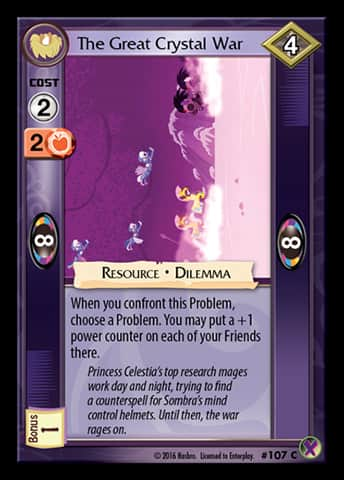 The Great Crystal War
4
COST
2
2
8
8
RESOURCE • DILEMMA
When you confront this Problem,
choose a Problem. You may put a +1
power counter on each of your Friends
there.
Princess Celestia's top research mages
work day and night, trying to find
a counterspell for Sombra's mind
control helmets. Until then, the war
rages on.
Bonus
1
© 2016 Hasbro. Licensed to Enterplay. #107 C